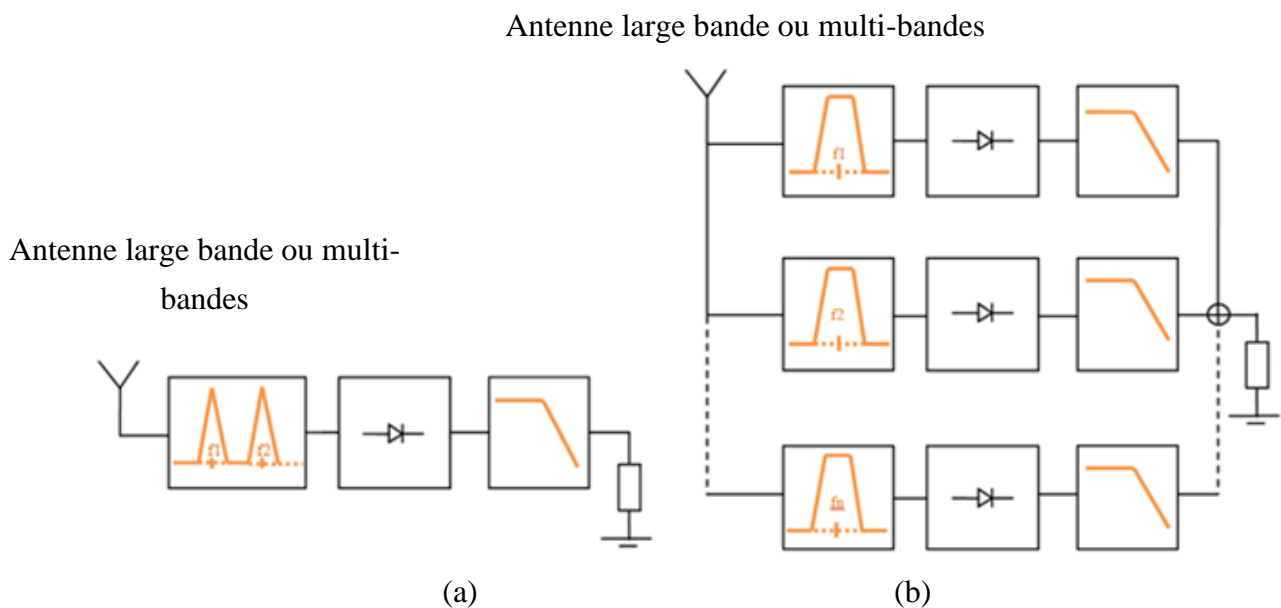 Antenne large bande ou multi-bandes
f1
Antenne large bande ou multi-
bandes
f2
f1 f2
fn
(a) (b)